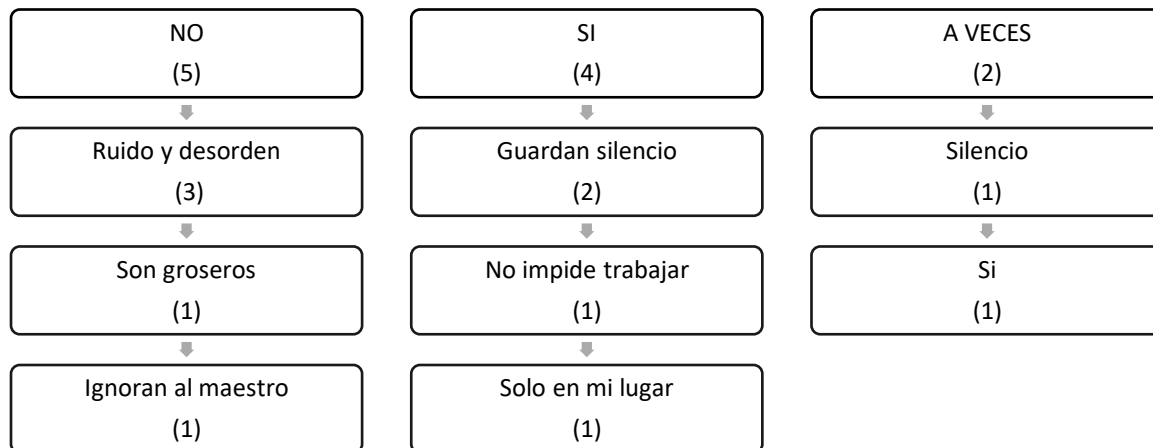 NO
(5)
Ruido y desorden
(3)
Son groseros
(1)
Ignoran al maestro
(1)
SI
(4)
Guardan silencio
(2)
No impide trabajar
(1)
Solo en mi lugar
(1)
A VECES
(2)
Silencio
(1)
Si
(1)